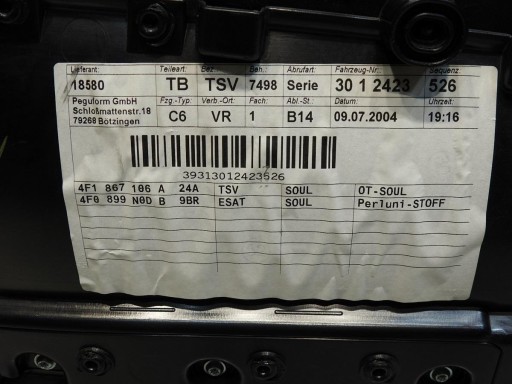 Lieferant: Teileart: Bez.: Beh.: Abrufart: Fahrzeug-Nr.: Sequenz:
18580 TB TSV 7498 Serie 30 1 2423 526
Peguform GmbH
Schloßmattenstr.18
79268 Bötzingen
Fzg.-Typ: Verb.-Ort: Fach: Abl.-St.: Datum: Uhrzeit:
C6 VR 1 B14 09.07.2004 19:16
39313012423526
4F1 867 106 A 24A TSV SOUL OT-SOUL
4F0 899 N0D B 9BR ESAT SOUL Perluni-STOFF